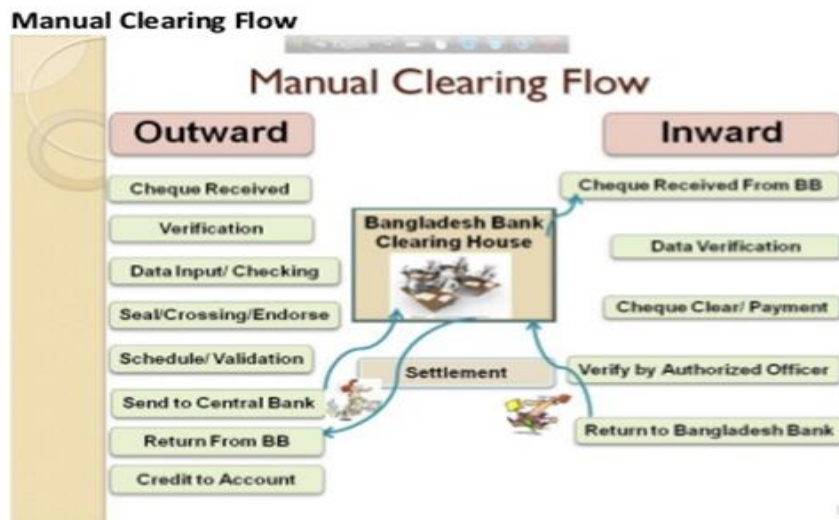 Manual Clearing Flow
Manual Clearing Flow
Outward
Inward
Cheque Received
Verification
Data Input/ Checking
Seal/Crossing/Endorse
Schedule/ Validation
Send to Central Bank
Return From BB
Credit to Account
Bangladesh Bank
Clearing House
Settlement
Cheque Received From BB
Data Verification
Cheque Clear/ Payment
Verify by Authorized Officer
Return to Bangladesh Bank